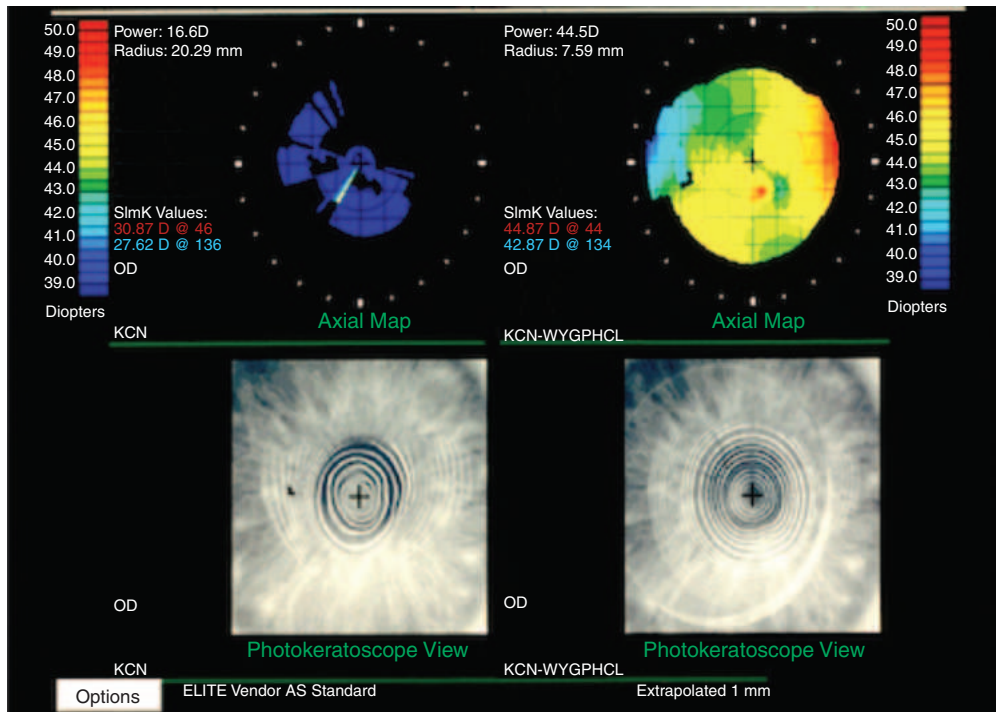 50.0
49.0
48.0
47.0
46.0
45.0
44.0
43.0
42.0
41.0
40.0
39.0
Diopters
Power: 16.6D
Radius: 20.29 mm
SlmK Values:
30.87 D @ 46
27.62 D @ 136
OD
Axial Map
KCN
Power: 44.5D
Radius: 7.59 mm
SlmK Values:
44.87 D @ 44
42.87 D @ 134
OD
Axial Map
KCN-WYGPHCL
50.0
49.0
48.0
47.0
46.0
45.0
44.0
43.0
42.0
41.0
40.0
39.0
Diopters
OD
Photokeratoscope View
KCN
OD
Photokeratoscope View
KCN-WYGPHCL
Options
ELITE Vendor AS Standard
Extrapolated 1 mm